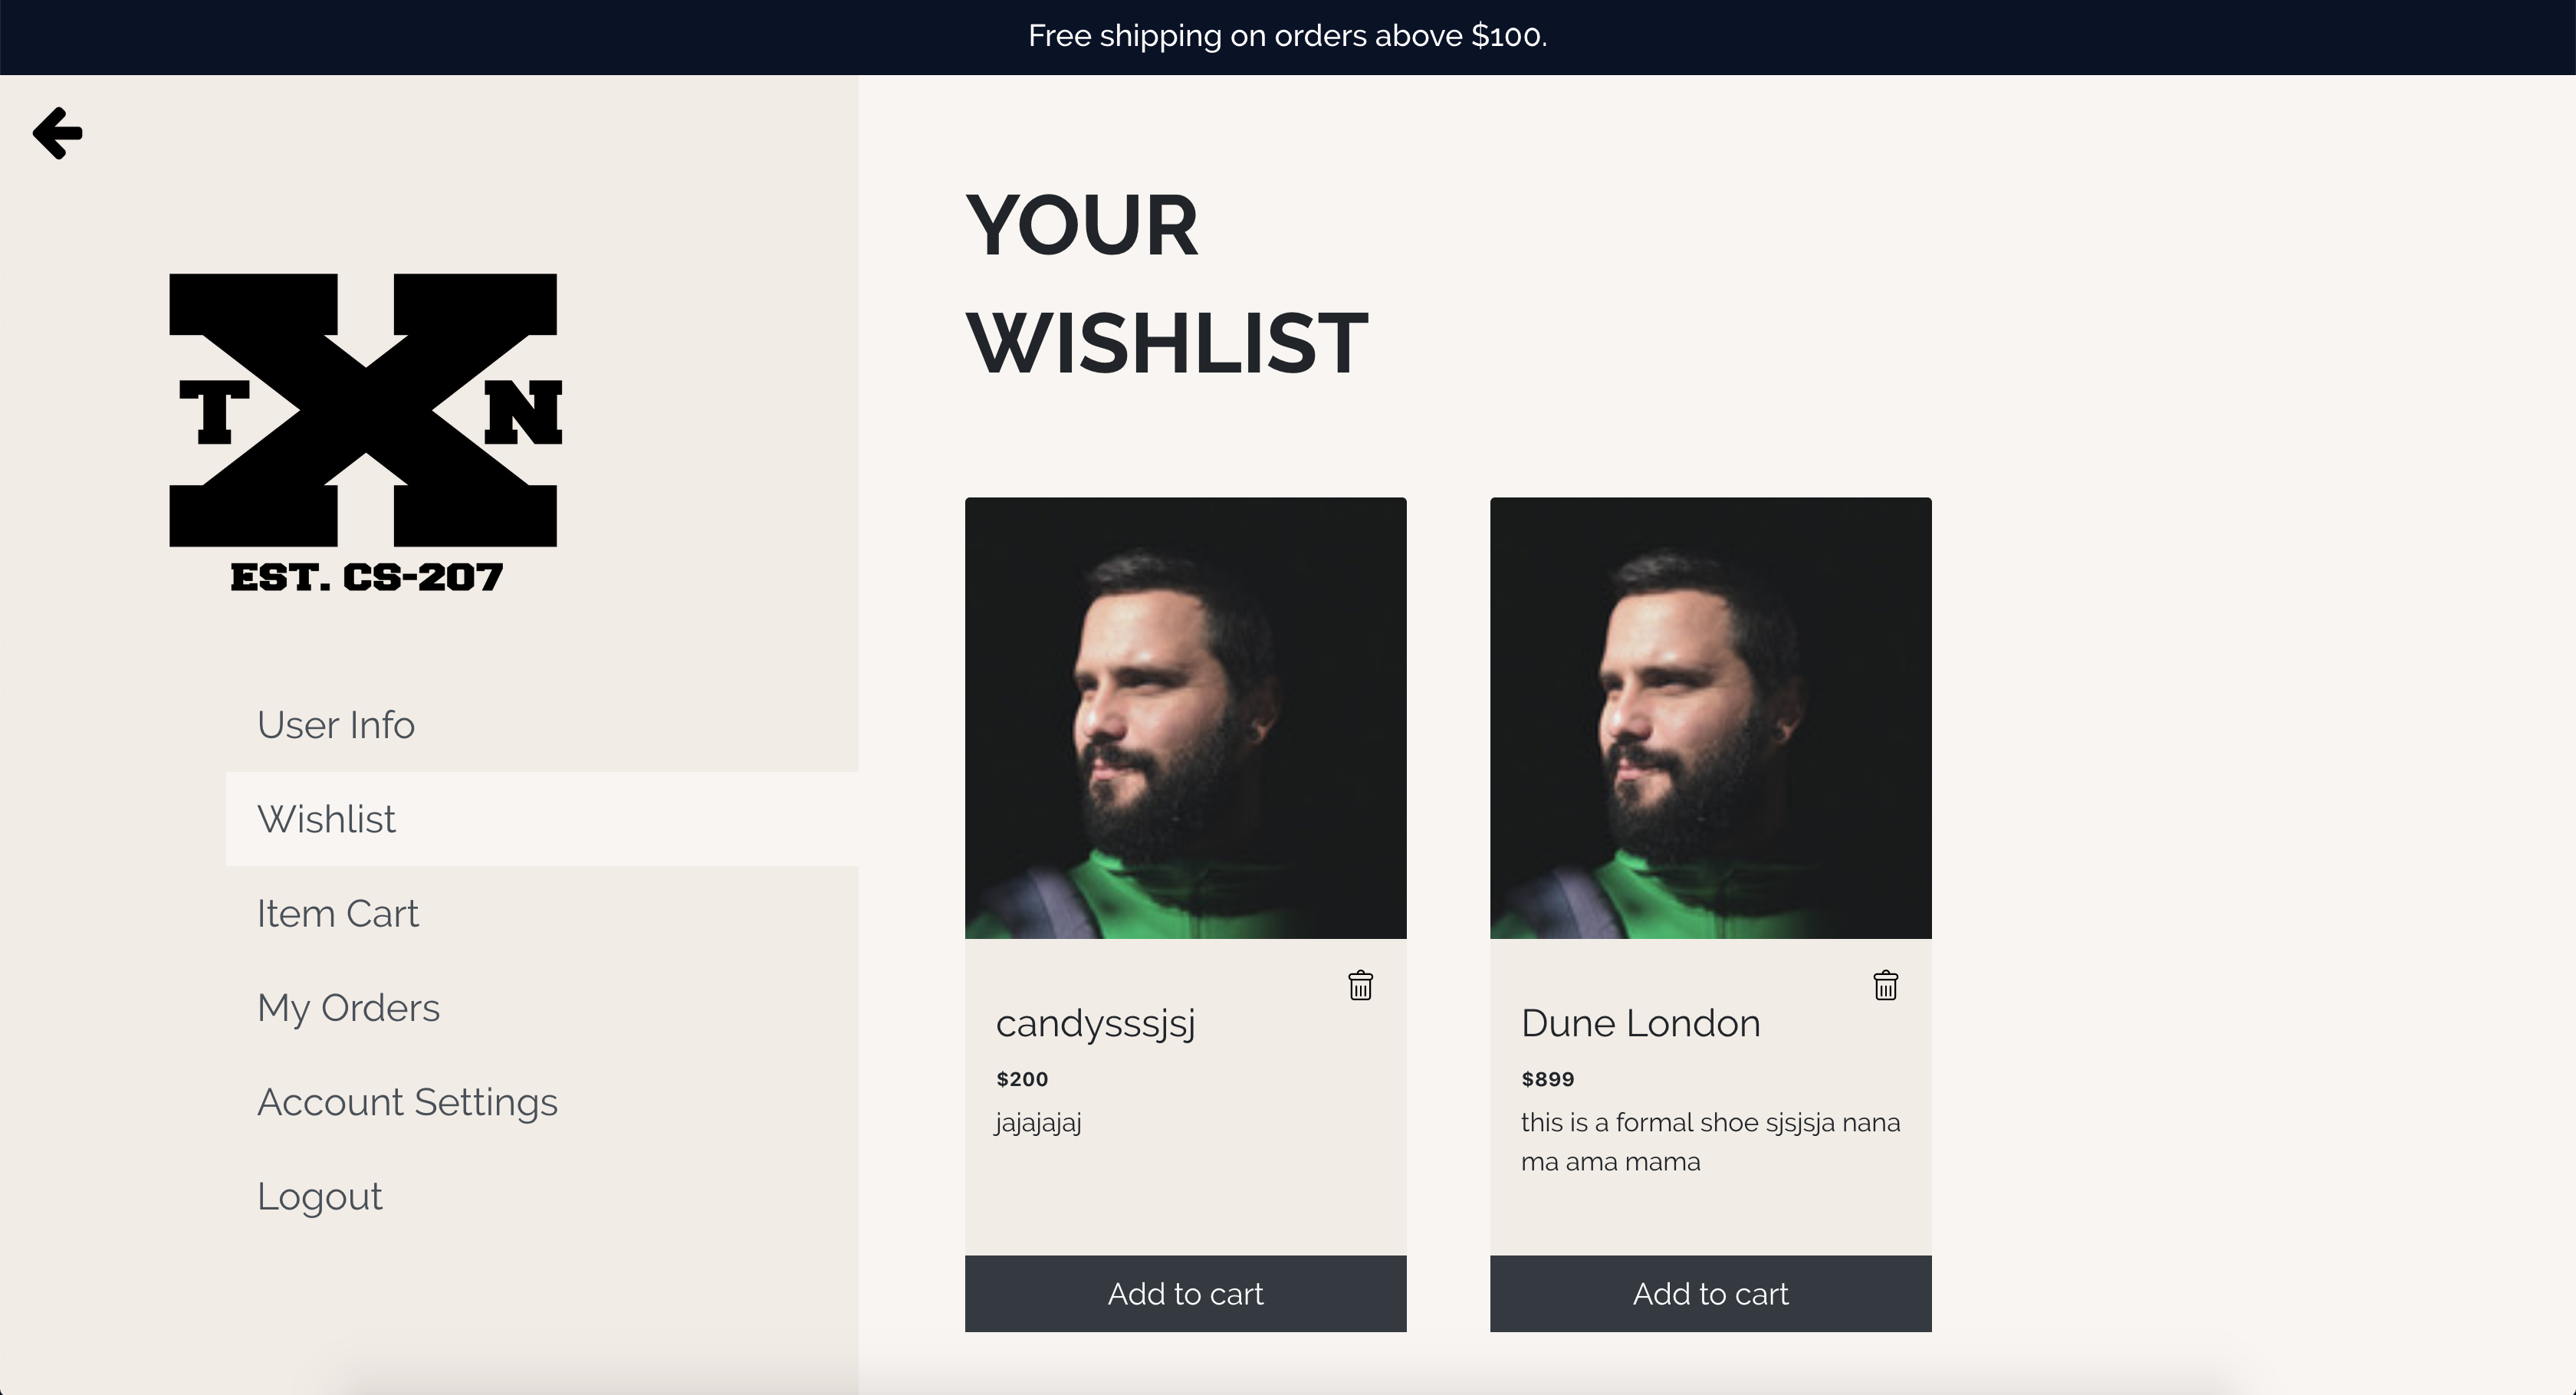 Free shipping on orders above $100.
T X N
EST. CS-207
User Info
Wishlist
Item Cart
My Orders
Account Settings
Logout
YOUR
WISHLIST
candysssjsj
$200
jajajajaj
Add to cart
Dune London
$899
this is a formal shoe sjsjsja nana
ma ama mama
Add to cart